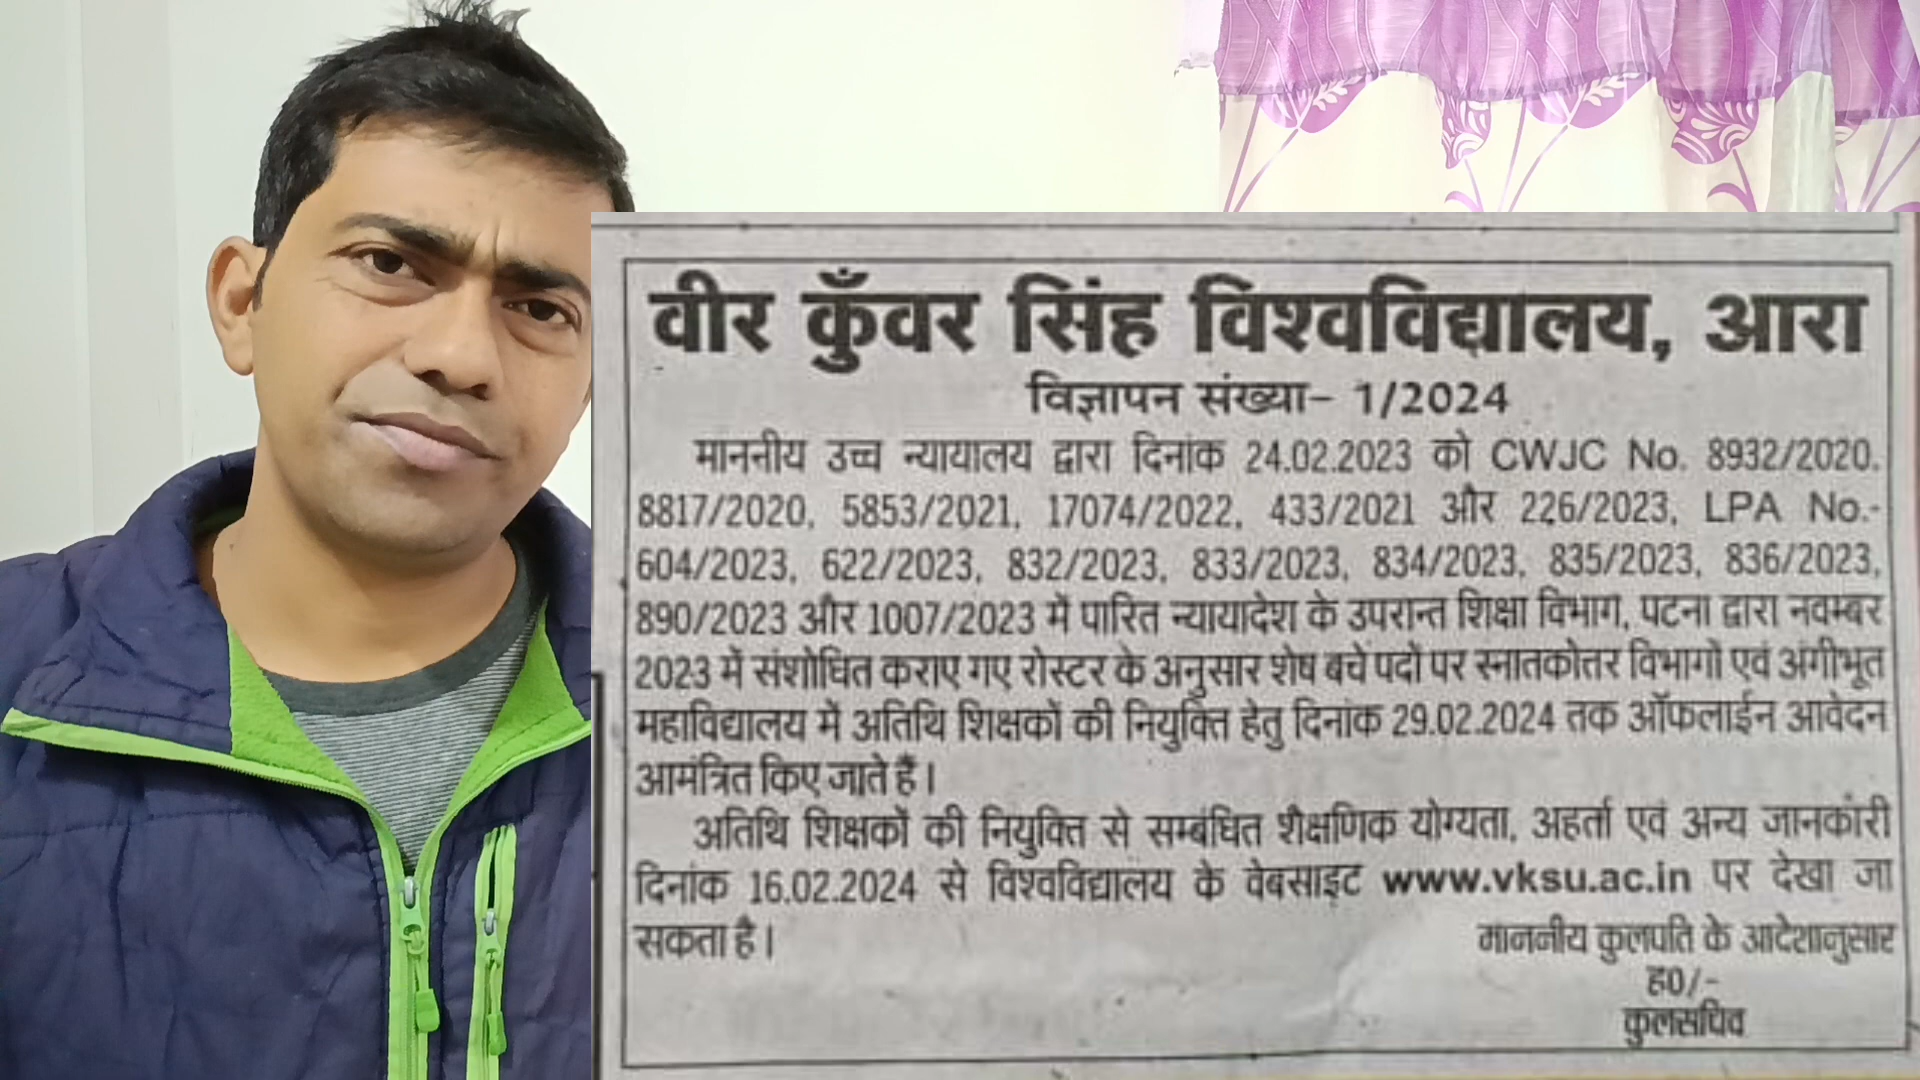 वीर कुँवर सिंह विश्वविद्यालय, आरा
विज्ञापन संख्या– 1/2024
माननीय उच्च न्यायालय द्वारा दिनांक 24.02.2023 को CWJC No. 8932/2020,
8817/2020, 5853/2021, 17074/2022, 433/2021 और 226/2023, LPA No.-
604/2023, 622/2023, 832/2023, 833/2023, 834/2023, 835/2023, 836/2023,
890/2023 और 1007/2023 में पारित न्यायादेश के उपरान्त शिक्षा विभाग, पटना द्वारा नवम्बर
2023 में संशोधित कराए गए रोस्टर के अनुसार शेष बचे पदों पर स्नातकोतर विभागों एवं अंगीभूत
महाविद्यालय में अतिथि शिक्षकों की नियुक्ति हेतु दिनांक 29.02.2024 तक ऑफलाईन आवेदन
आमंत्रित किए जाते हैं।
अतिथि शिक्षकों की नियुक्ति से सम्बंधित शैक्षणिक योग्यता, अहर्ता एवं अन्य जानकारी
दिनांक 16.02.2024 से विश्वविद्यालय के वेबसाइट www.vksu.ac.in पर देखा जा
सकता है।
माननीय कुलपति के आदेशानुसार
ह0/-
कुलसचिव